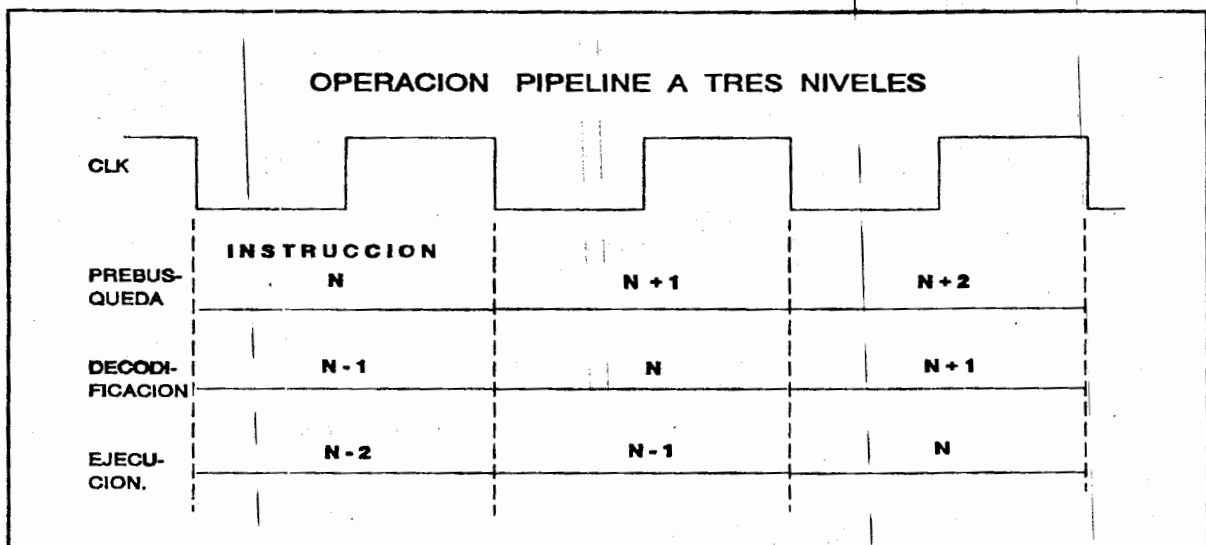 OPERACION PIPELINE A TRES NIVELES
CLK
INSTRUCCION
PREBUS-
QUEDA
N
N + 1
N + 2
DECODI-
FICACION
N - 1
N
N + 1
EJECU-
CION.
N - 2
N - 1
N